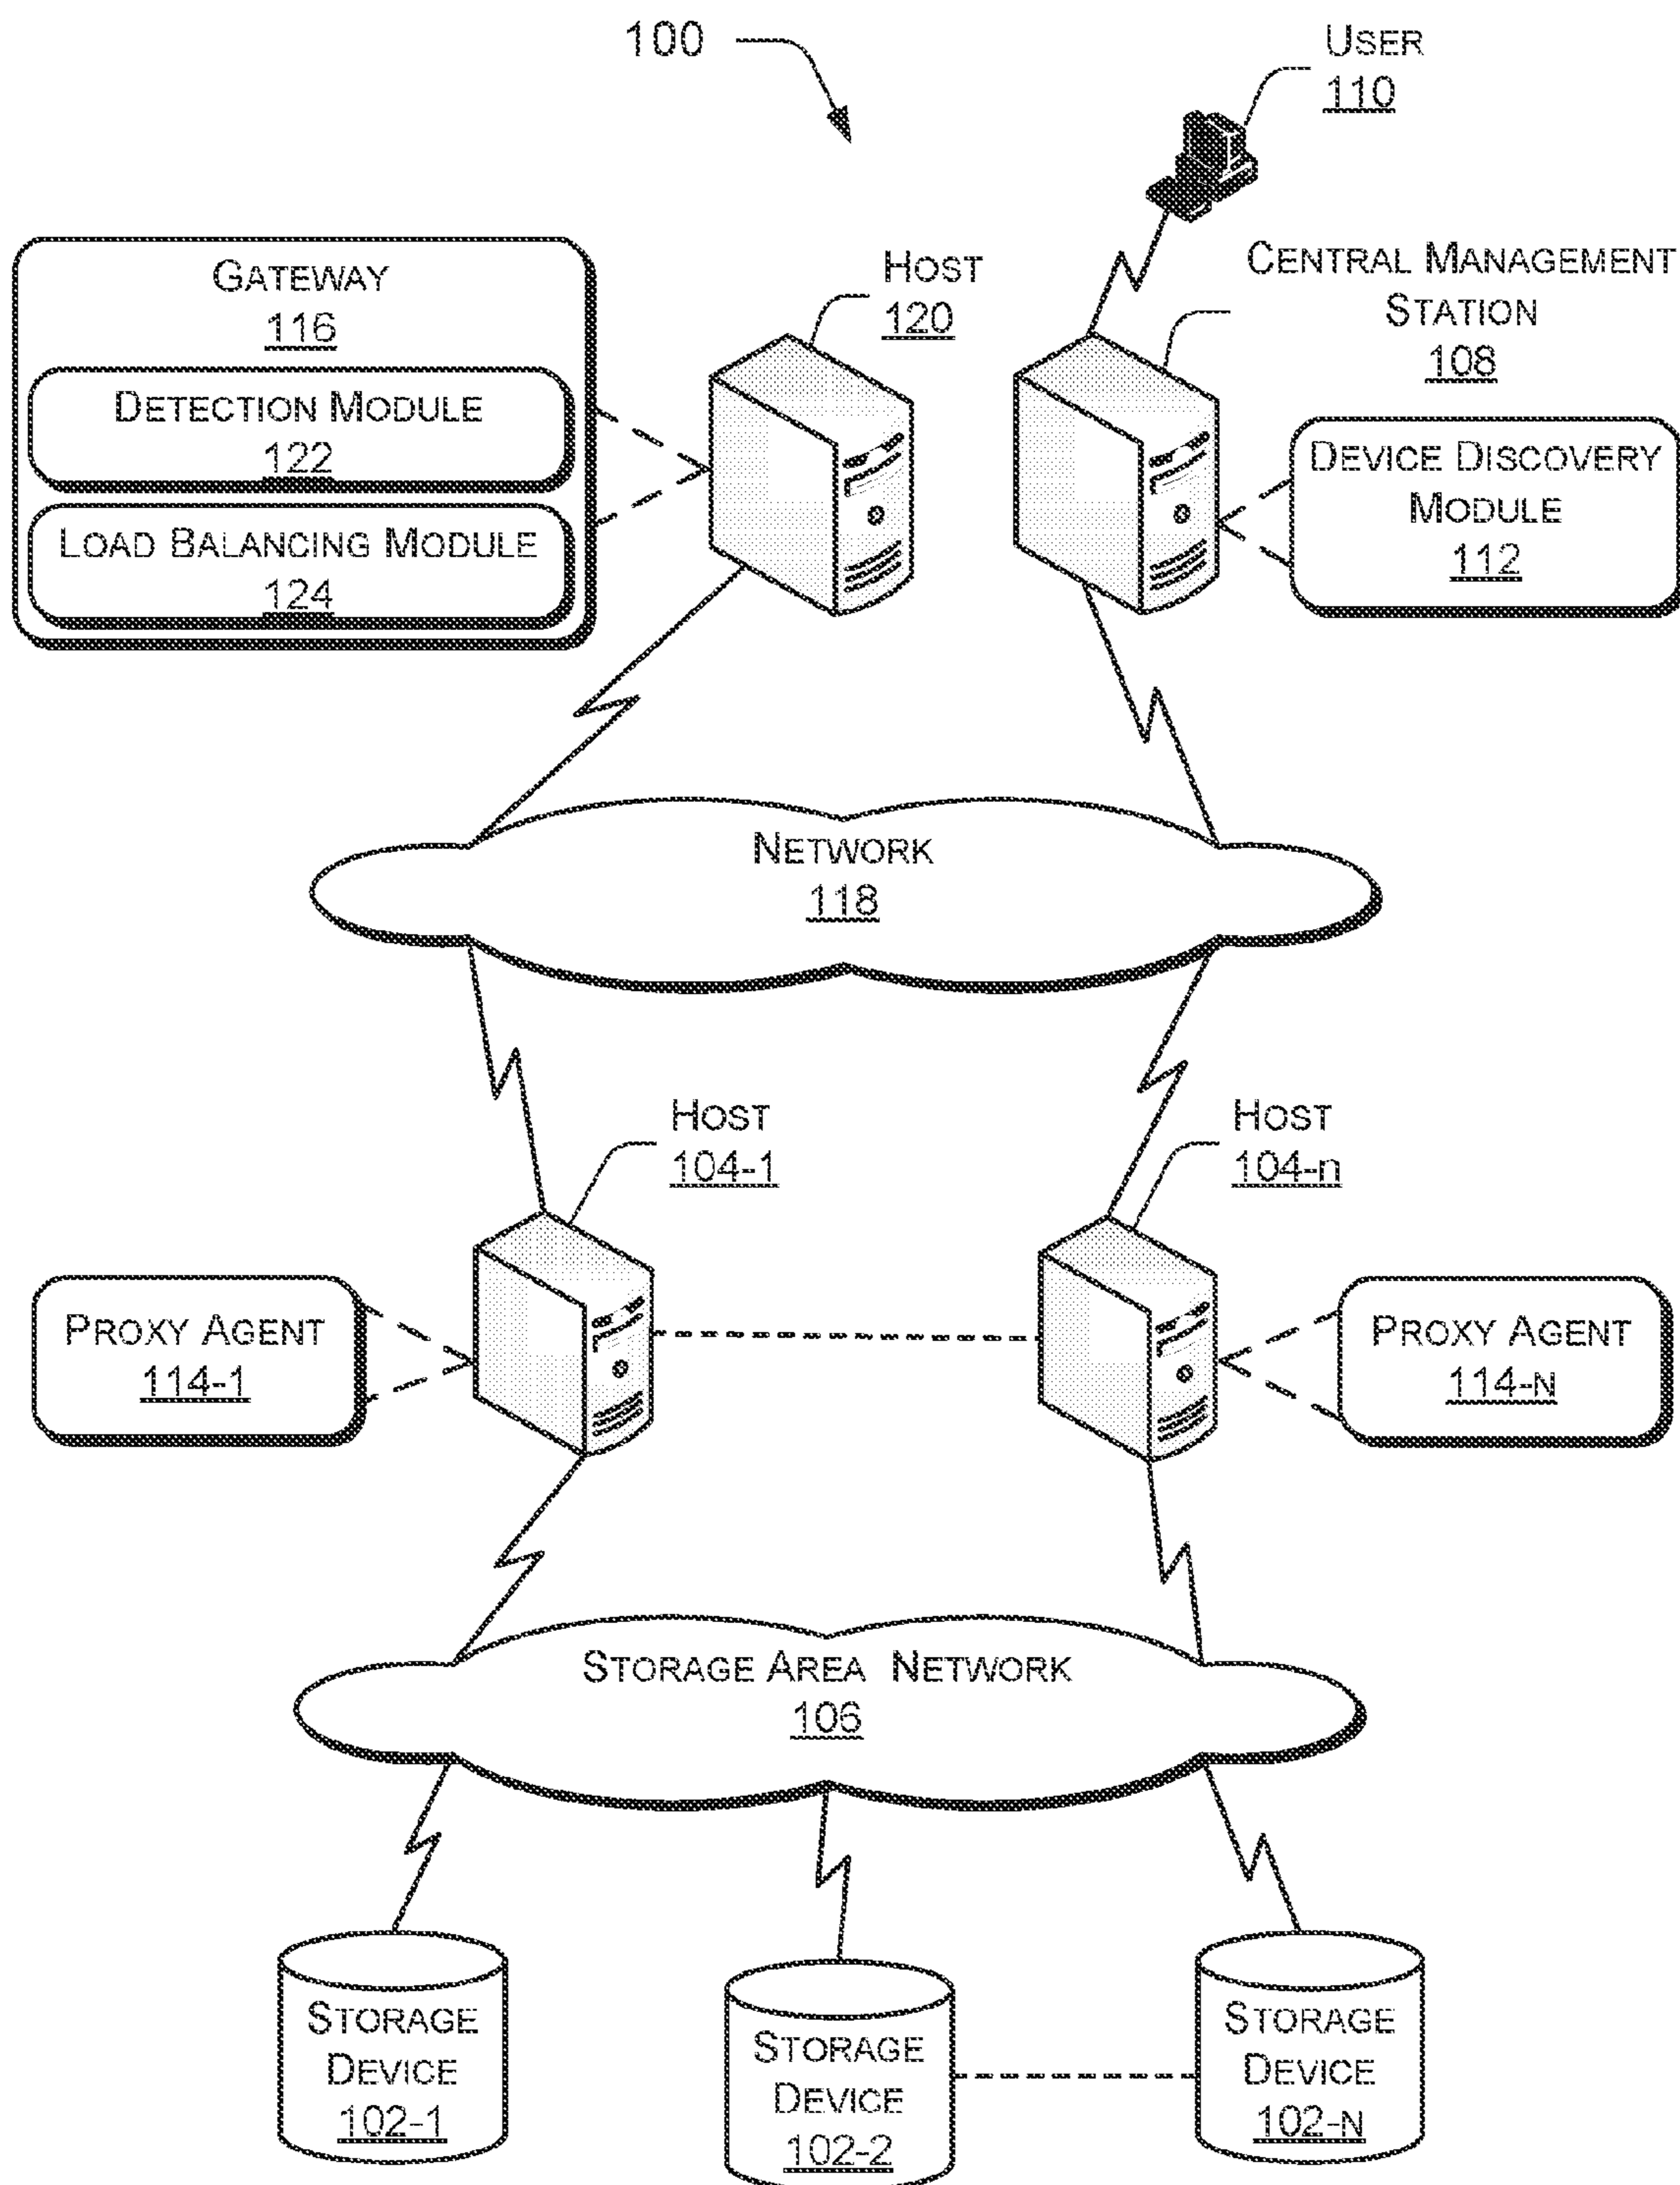 100
USER
110
GATEWAY
116
DETECTION MODULE
122
LOAD BALANCING MODULE
124
HOST
120
CENTRAL MANAGEMENT
STATION
108
DEVICE DISCOVERY
MODULE
112
NETWORK
118
HOST
104-1
HOST
104-n
PROXY AGENT
114-1
PROXY AGENT
114-N
STORAGE AREA NETWORK
106
STORAGE
DEVICE
102-1
STORAGE
DEVICE
102-2
STORAGE
DEVICE
102-N